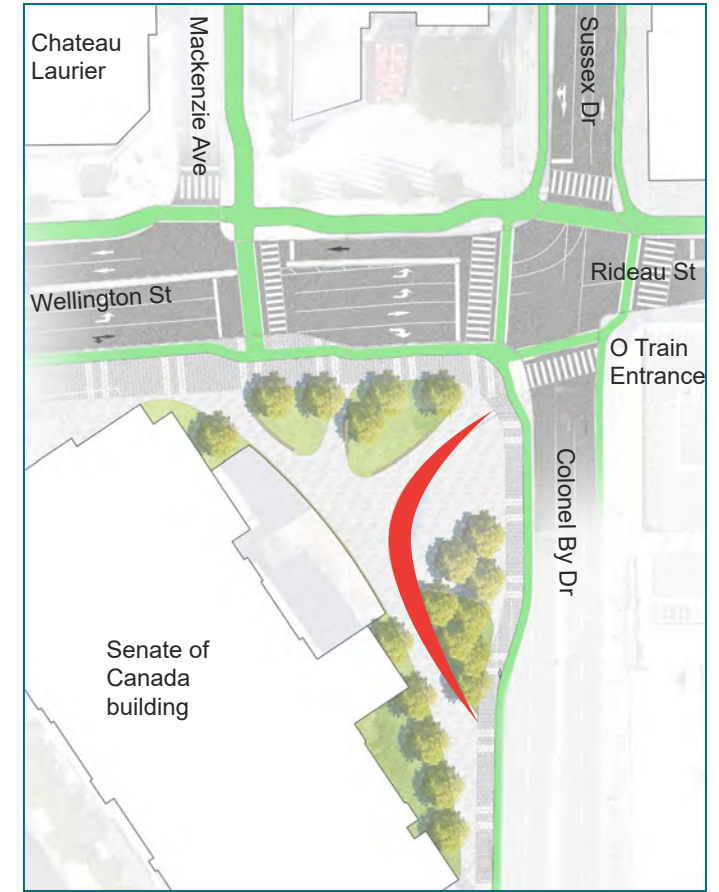 Chateau
Laurier
Mackenzie Ave
Sussex Dr
Wellington St
Rideau St
O Train
Entrance
Colonel By Dr
Senate of
Canada
building